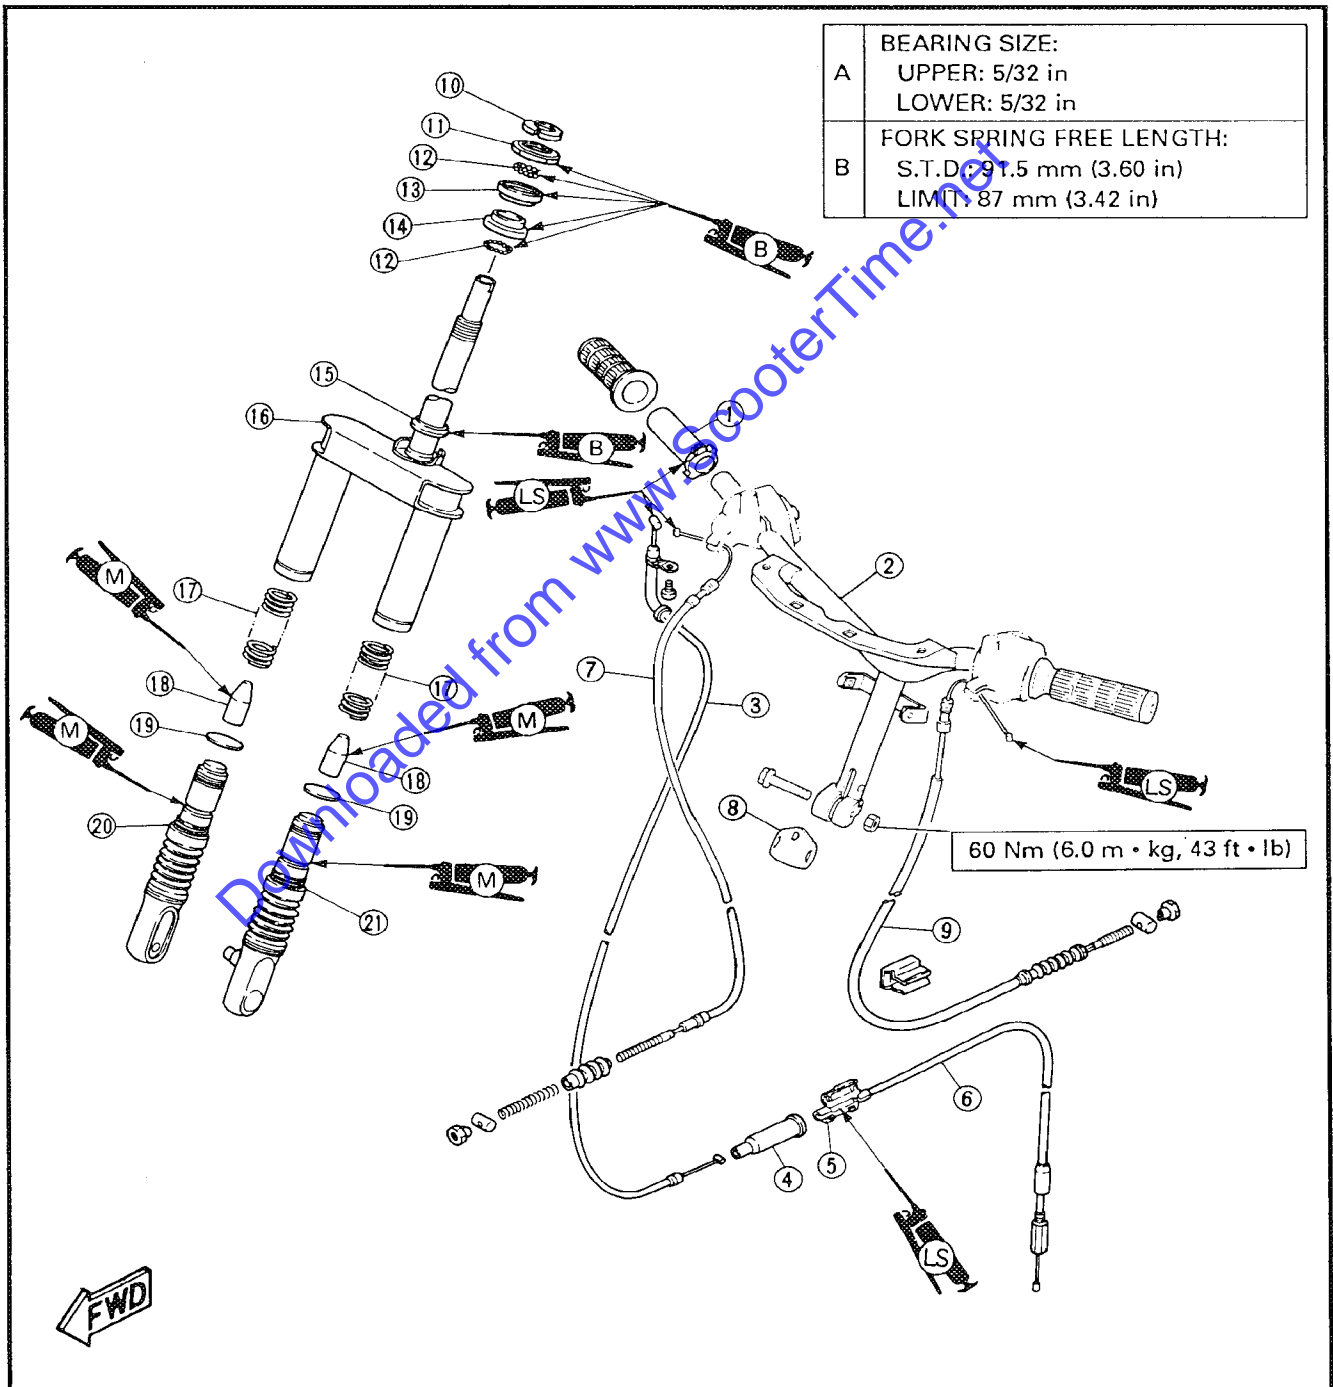 A
BEARING SIZE:
UPPER: 5/32 in
LOWER: 5/32 in
B
FORK SPRING FREE LENGTH:
S.T.D.: 91.5 mm (3.60 in)
LIMIT: 87 mm (3.42 in)
10
11
12
13
14
12
B
15
16
B
1
LS
2
M
17
7
3
17
18
M
M
19
18
LS
19
8
20
60 Nm (6.0 m • kg, 43 ft • lb)
M
21
9
6
5
4
LS
FWD
Downloaded from www.ScooterTime.net